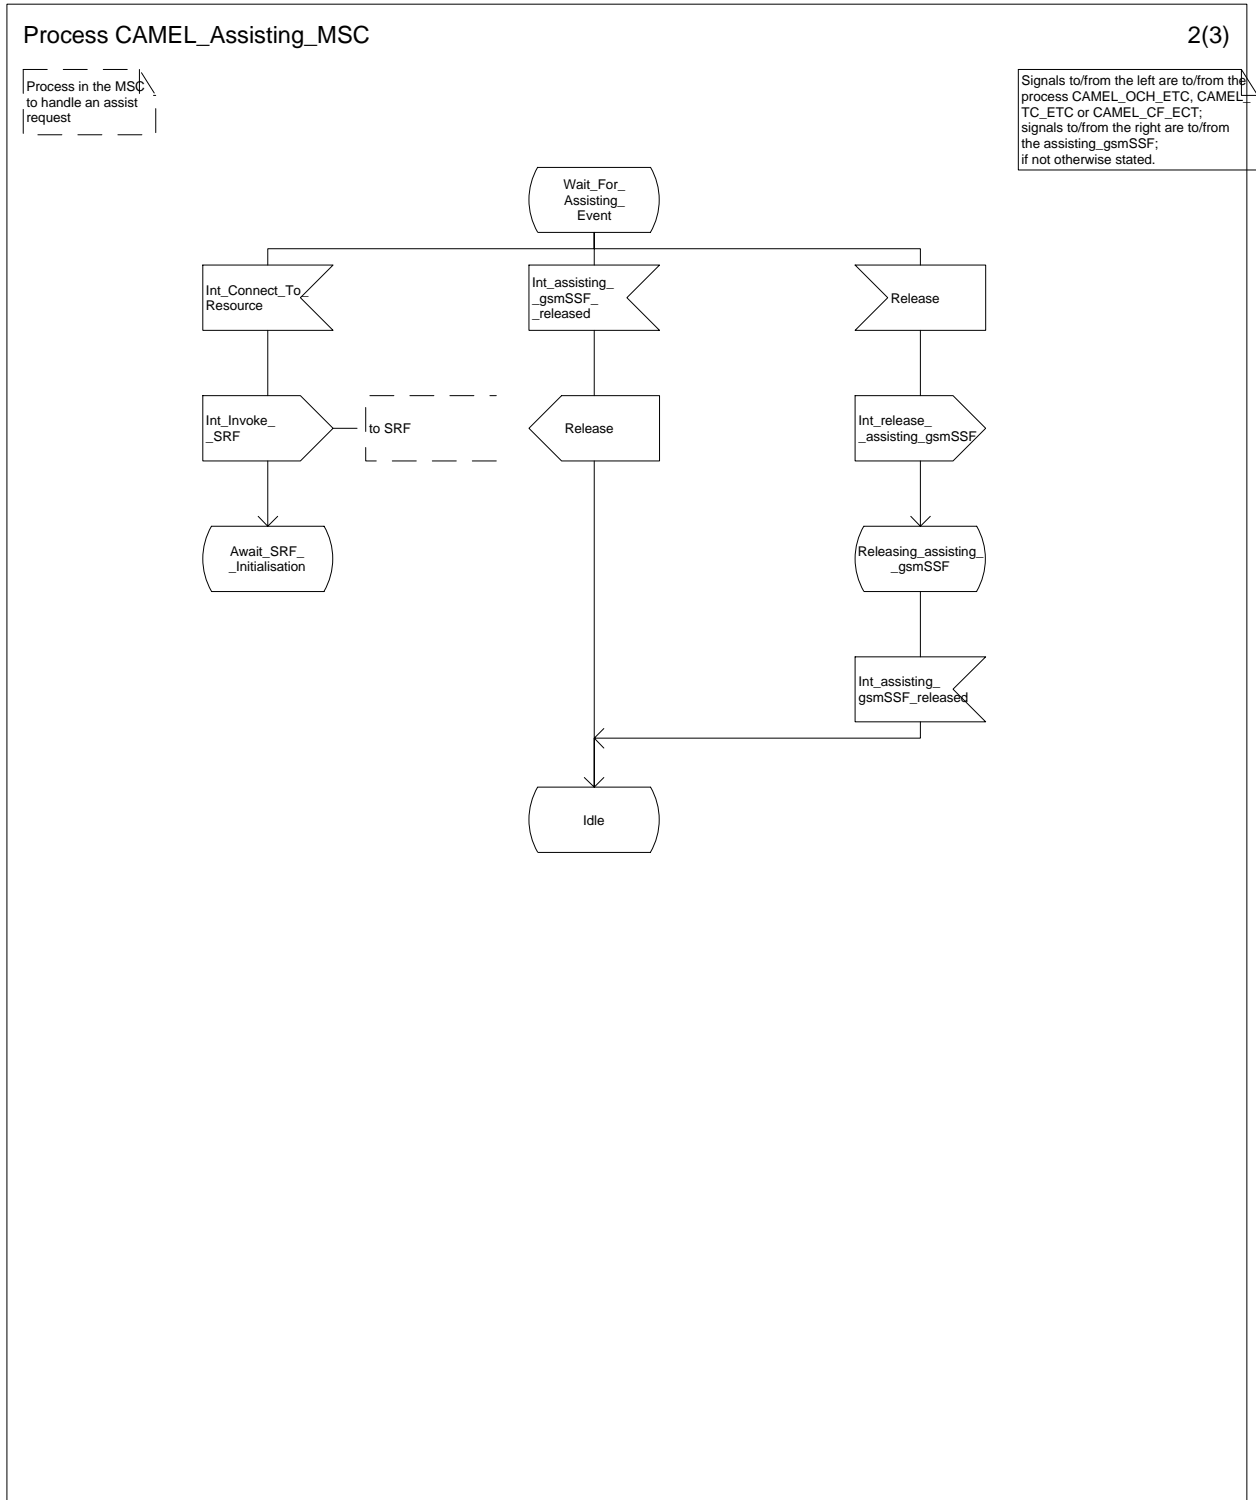 Process CAMEL_Assisting_MSC
2(3)
Process in the MSC
to handle an assist
request
Signals to/from the left are to/from the
process CAMEL_OCH_ETC, CAMEL_
TC_ETC or CAMEL_CF_ECT;
signals to/from the right are to/from
the assisting_gsmSSF;
if not otherwise stated.
Wait_For_
Assisting_
Event
Int_Connect_To_
Resource
Int_assisting_
_gsmSSF_
_released
Release
Int_Invoke_
_SRF
to SRF
Release
Int_release_
_assisting_gsmSSF
Await_SRF_
_Initialisation
Releasing_assisting_
_gsmSSF
Int_assisting_
gsmSSF_released
Idle